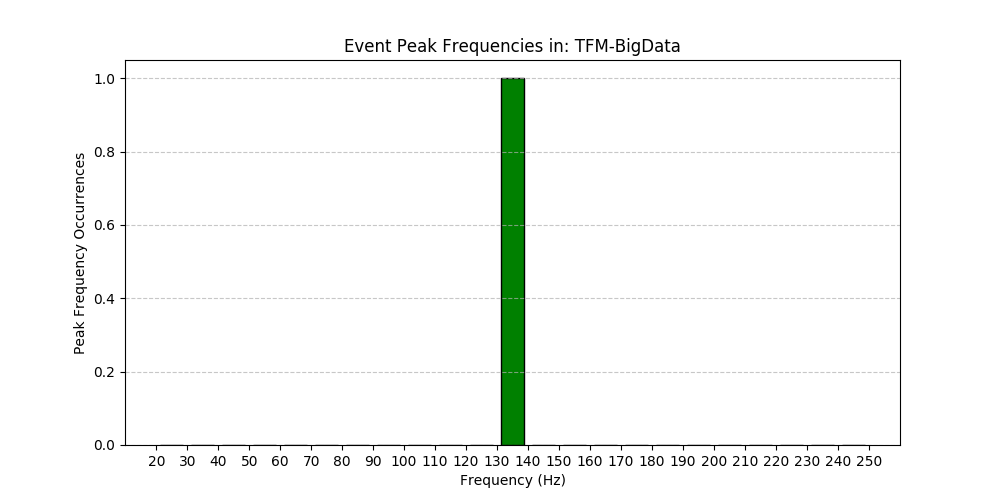 Event Peak Frequencies in: TFM-BigData
Peak Frequency Occurrences
1.0
0.8
0.6
0.4
0.2
0.0
20 30 40 50 60 70 80 90 100 110 120 130 140 150 160 170 180 190 200 210 220 230 240 250
Frequency (Hz)